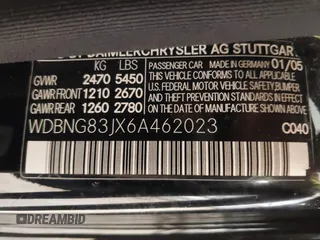 DAIMLERCHRYSLER AG STUTTGART
KG LBS
PASSENGER CAR MADE IN GERMANY 01/05
GVWR 2470 5450
GAWR FRONT 1210 2670
GAWR REAR 1260 2780
THIS VEHICLE CONFORMS TO ALL
APPLICABLE U.S. FEDERAL MOTOR
VEHICLE SAFETY, BUMPER, AND
THEFT PREVENTION STANDARDS
IN EFFECT ON THE DATE OF
MANUFACTURE SHOWN ABOVE
WDBNG83JX6A462023
C040
DREAMBID